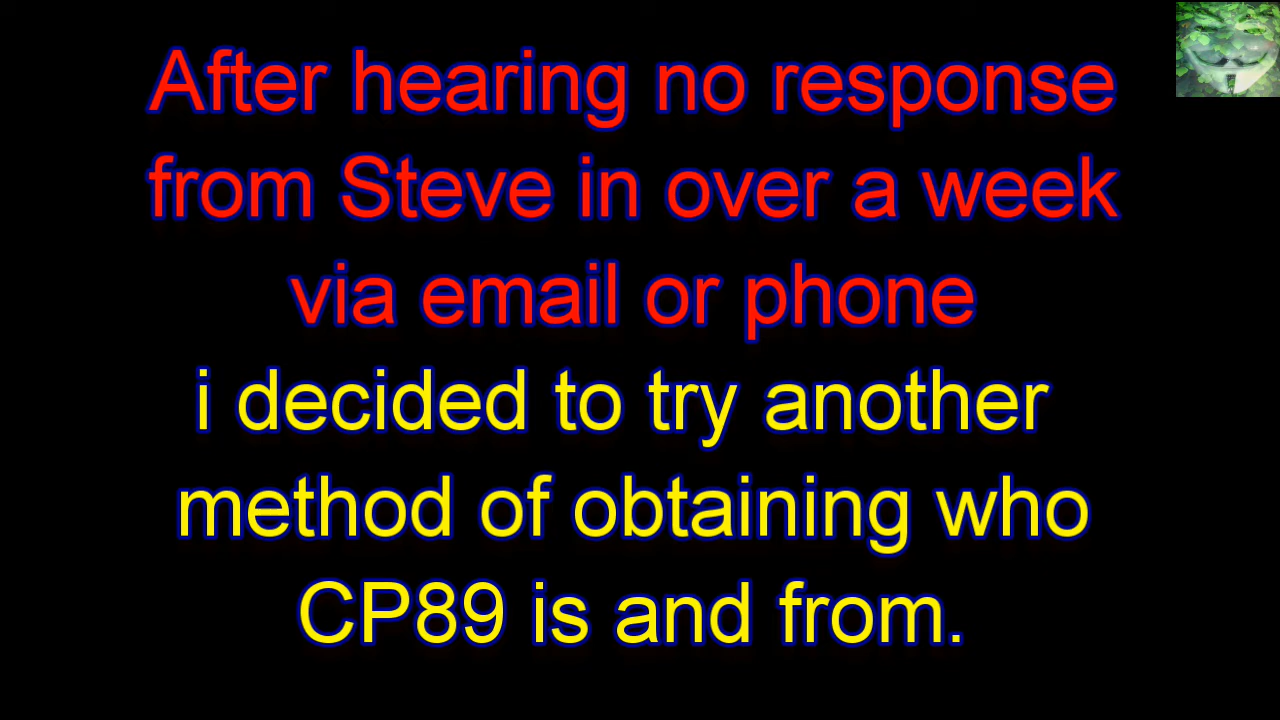 After hearing no response
from Steve in over a week
via email or phone
i decided to try another
method of obtaining who
CP89 is and from.